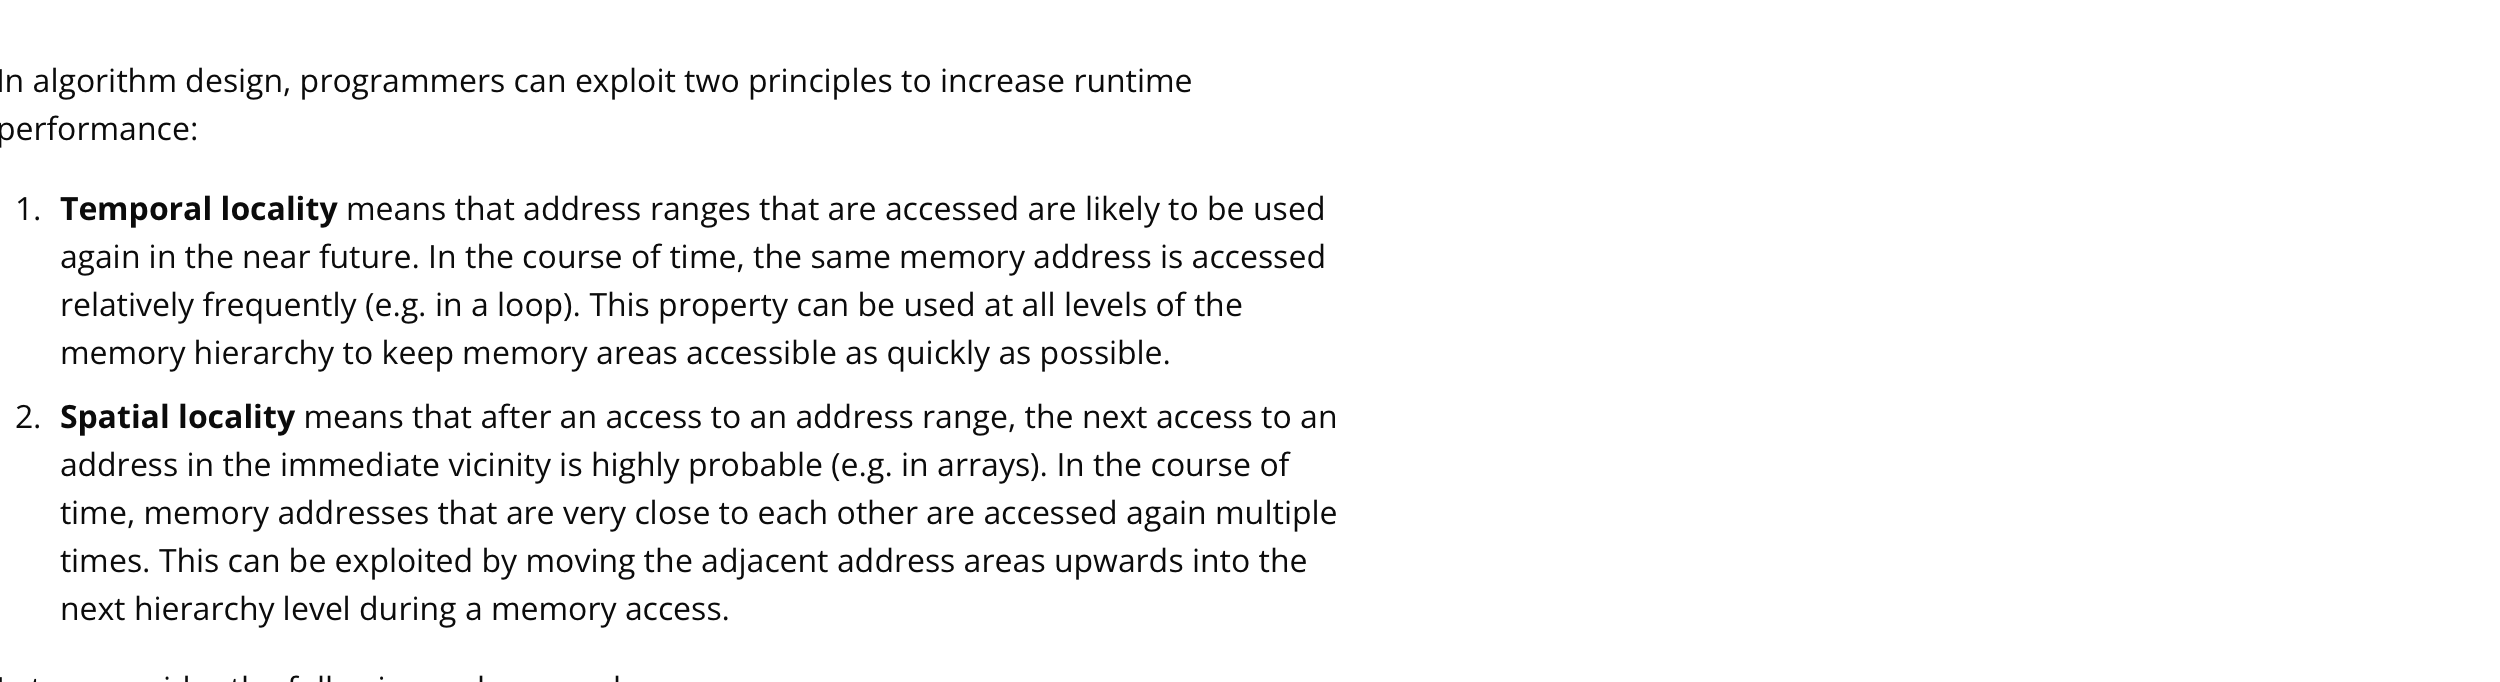 In algorithm design, programmers can exploit two principles to increase runtime
performance:
1. Temporal locality means that address ranges that are accessed are likely to be used
again in the near future. In the course of time, the same memory address is accessed
relatively frequently (e.g. in a loop). This property can be used at all levels of the
memory hierarchy to keep memory areas accessible as quickly as possible.
2. Spatial locality means that after an access to an address range, the next access to an
address in the immediate vicinity is highly probable (e.g. in arrays). In the course of
time, memory addresses that are very close to each other are accessed again multiple
times. This can be exploited by moving the adjacent address areas upwards into the
next hierarchy level during a memory access.